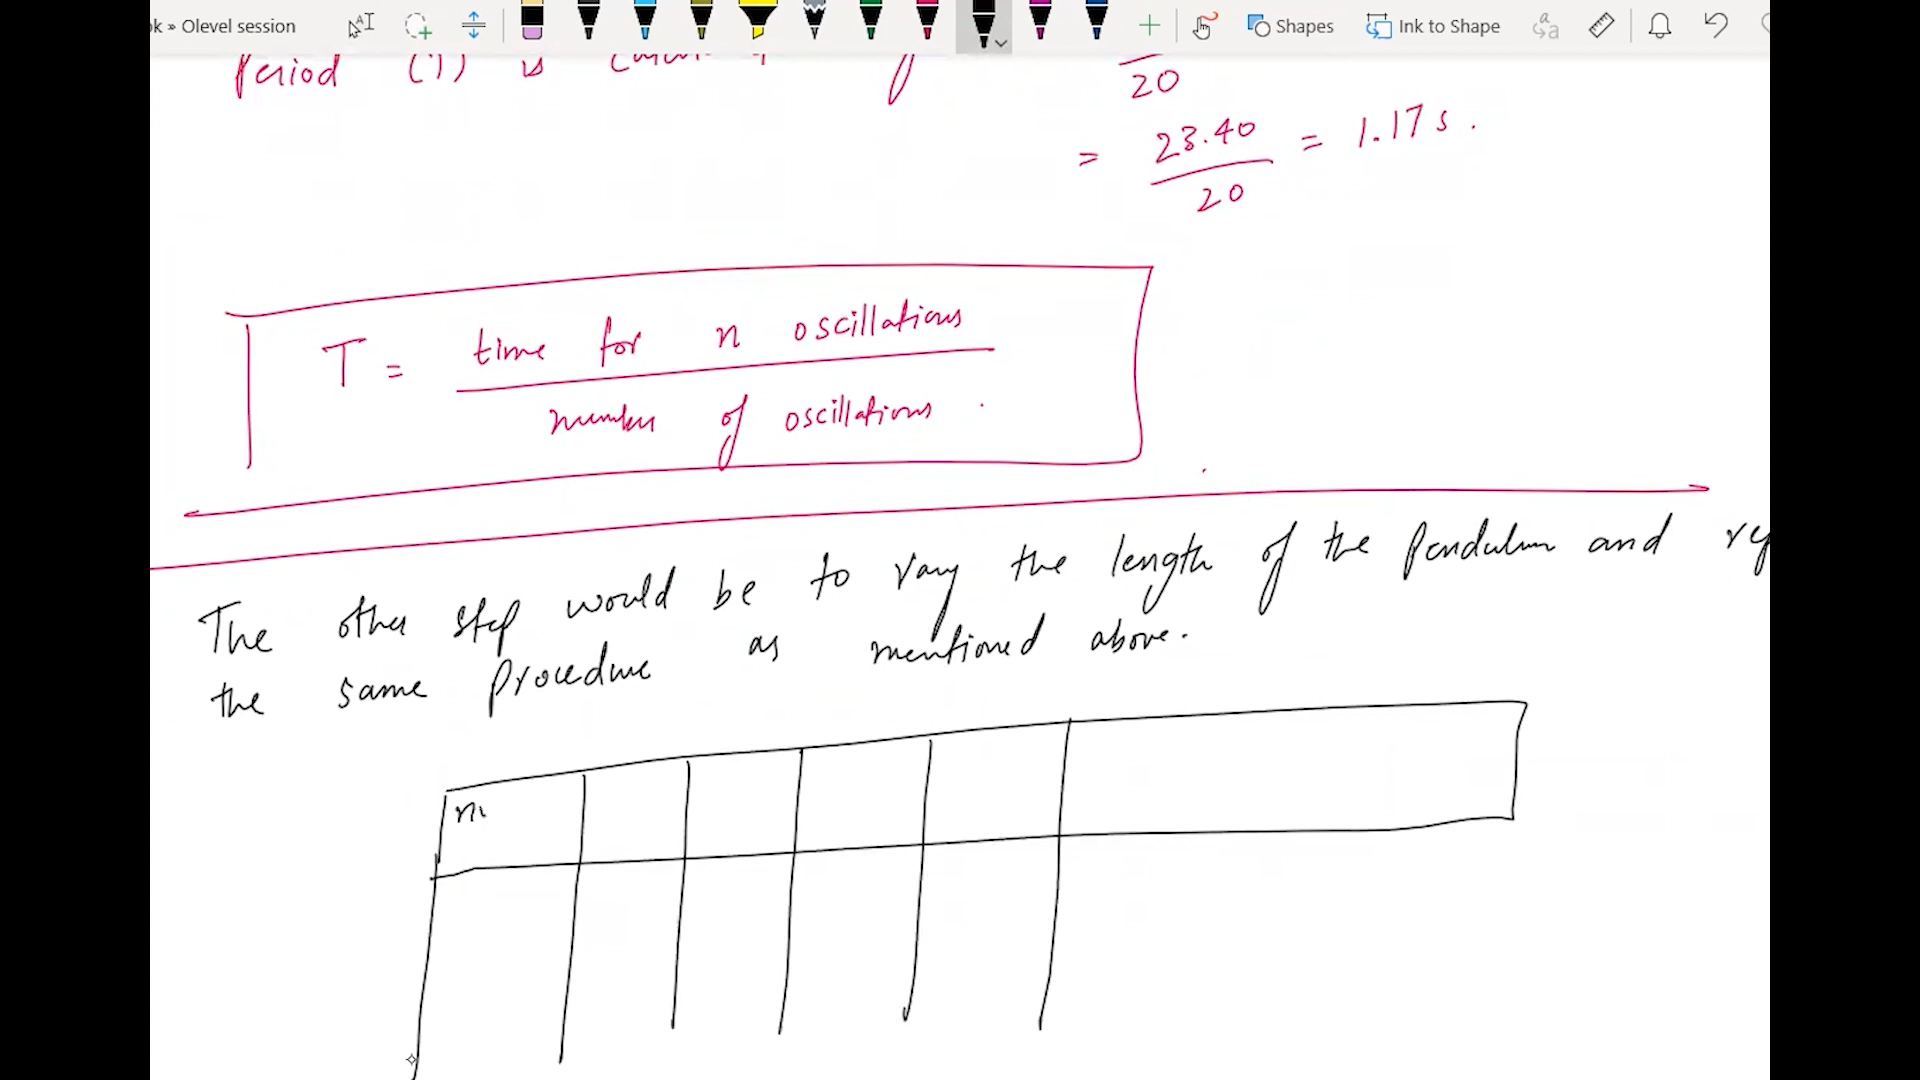 ok » Olevel session
Shapes
Ink to Shape
Period (T) is
20
= 23.40 = 1.17 s.
20
T = time for n oscillations
number of oscillations.
The other step would be to vary the length of the pendulum and
the same procedure as mentioned above.